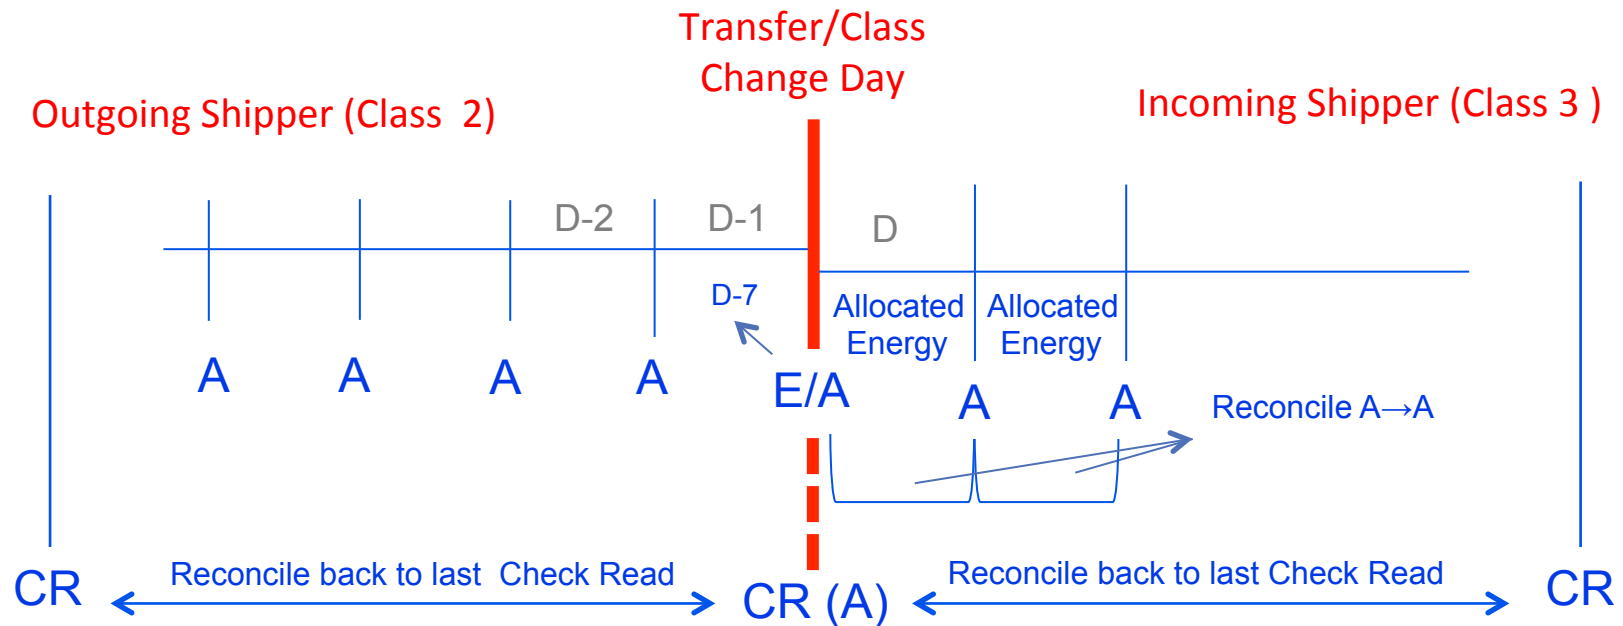 Transfer/Class
Change Day
Outgoing Shipper (Class  2)
Incoming Shipper (Class 3 )
D-2
D-1
D
D-7
Allocated
Energy
Allocated
Energy
A
A
A
A
E/A
A
A
Reconcile A→A
CR
Reconcile back to last  Check Read
CR (A)
Reconcile back to last Check Read
CR